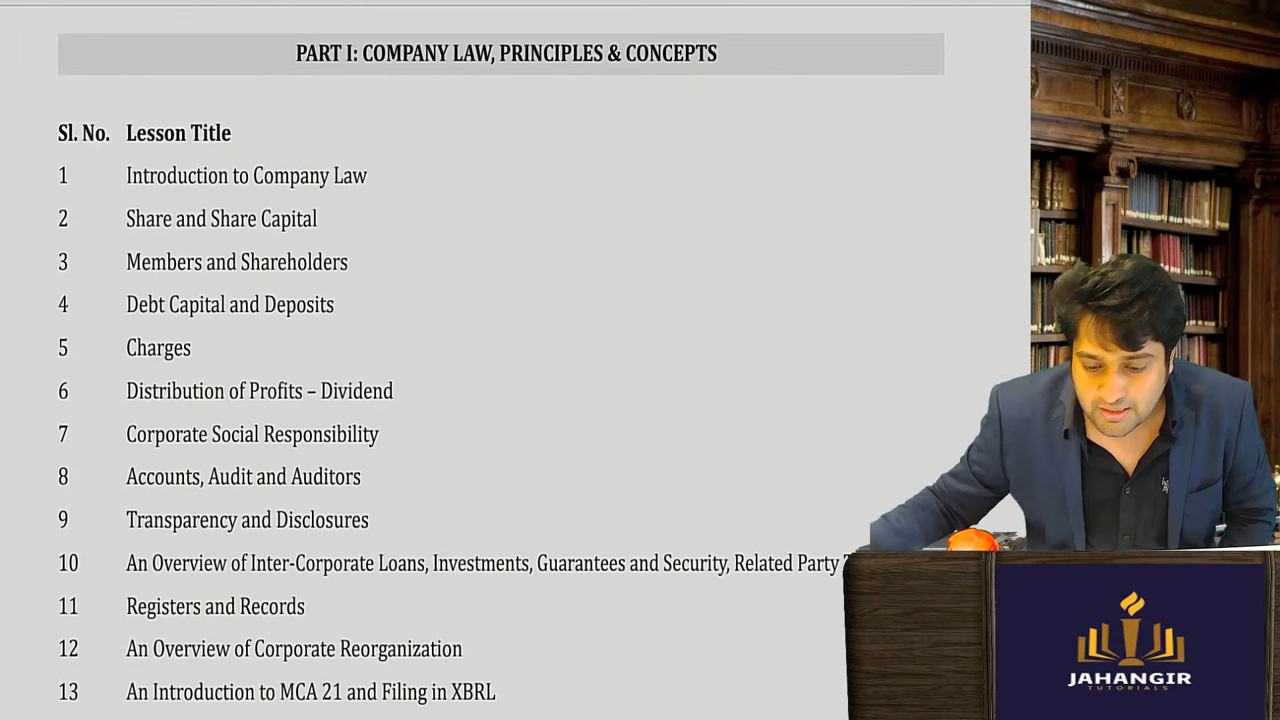 PART I: COMPANY LAW, PRINCIPLES & CONCEPTS
Sl. No. Lesson Title
1 Introduction to Company Law
2 Share and Share Capital
3 Members and Shareholders
4 Debt Capital and Deposits
5 Charges
6 Distribution of Profits – Dividend
7 Corporate Social Responsibility
8 Accounts, Audit and Auditors
9 Transparency and Disclosures
10 An Overview of Inter-Corporate Loans, Investments, Guarantees and Security, Related Party
11 Registers and Records
12 An Overview of Corporate Reorganization
13 An Introduction to MCA 21 and Filing in XBRL
JAHANGIR
TUTORIALS